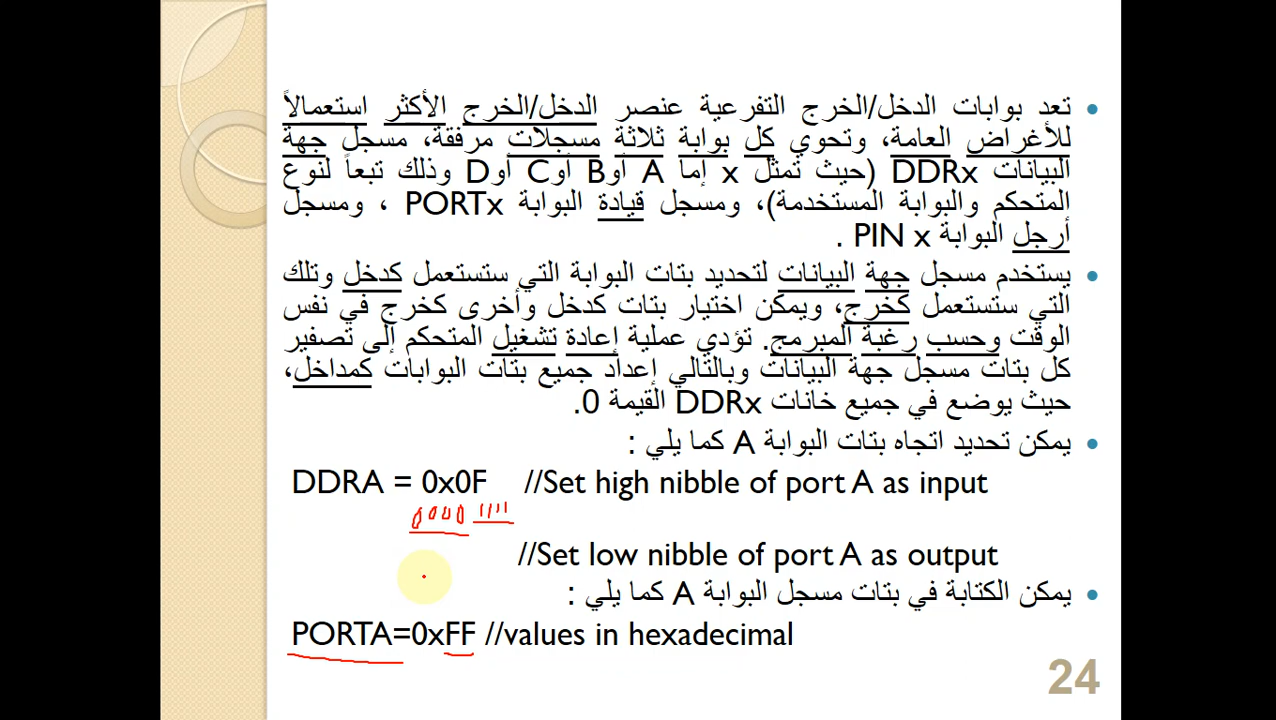 تعد بوابات الدخل/الخرج التفرعية عنصر الدخل/الخرج الأكثر استعمالاً
للأغراض العامة، وتحوي كل بوابة ثلاثة مسجلات مرفقة، مسجل جهة
البيانات DDRx (حيث تمثل x إما A أوB أوC أوD وذلك تبعاً لنوع
المتحكم والبوابة المستخدمة)، ومسجل قيادة البوابة PORTx ، ومسجل
أرجل البوابة PIN x .
يستخدم مسجل جهة البيانات لتحديد بتات البوابة التي ستستعمل كدخل وتلك
التي ستستعمل كخرج، ويمكن اختيار بتات كدخل وأخرى كخرج في نفس
الوقت وحسب رغبة المبرمج. تؤدي عملية إعادة تشغيل المتحكم إلى تصفير
كل بتات مسجل جهة البيانات وبالتالي إعداد جميع بتات البوابات كمداخل،
حيث يوضع في جميع خانات DDRx القيمة 0.
يمكن تحديد اتجاه بتات البوابة A كما يلي :
DDRA = 0x0F //Set high nibble of port A as input
0000 1111
//Set low nibble of port A as output
يمكن الكتابة في بتات مسجل البوابة A كما يلي :
PORTA=0xFF //values in hexadecimal
24